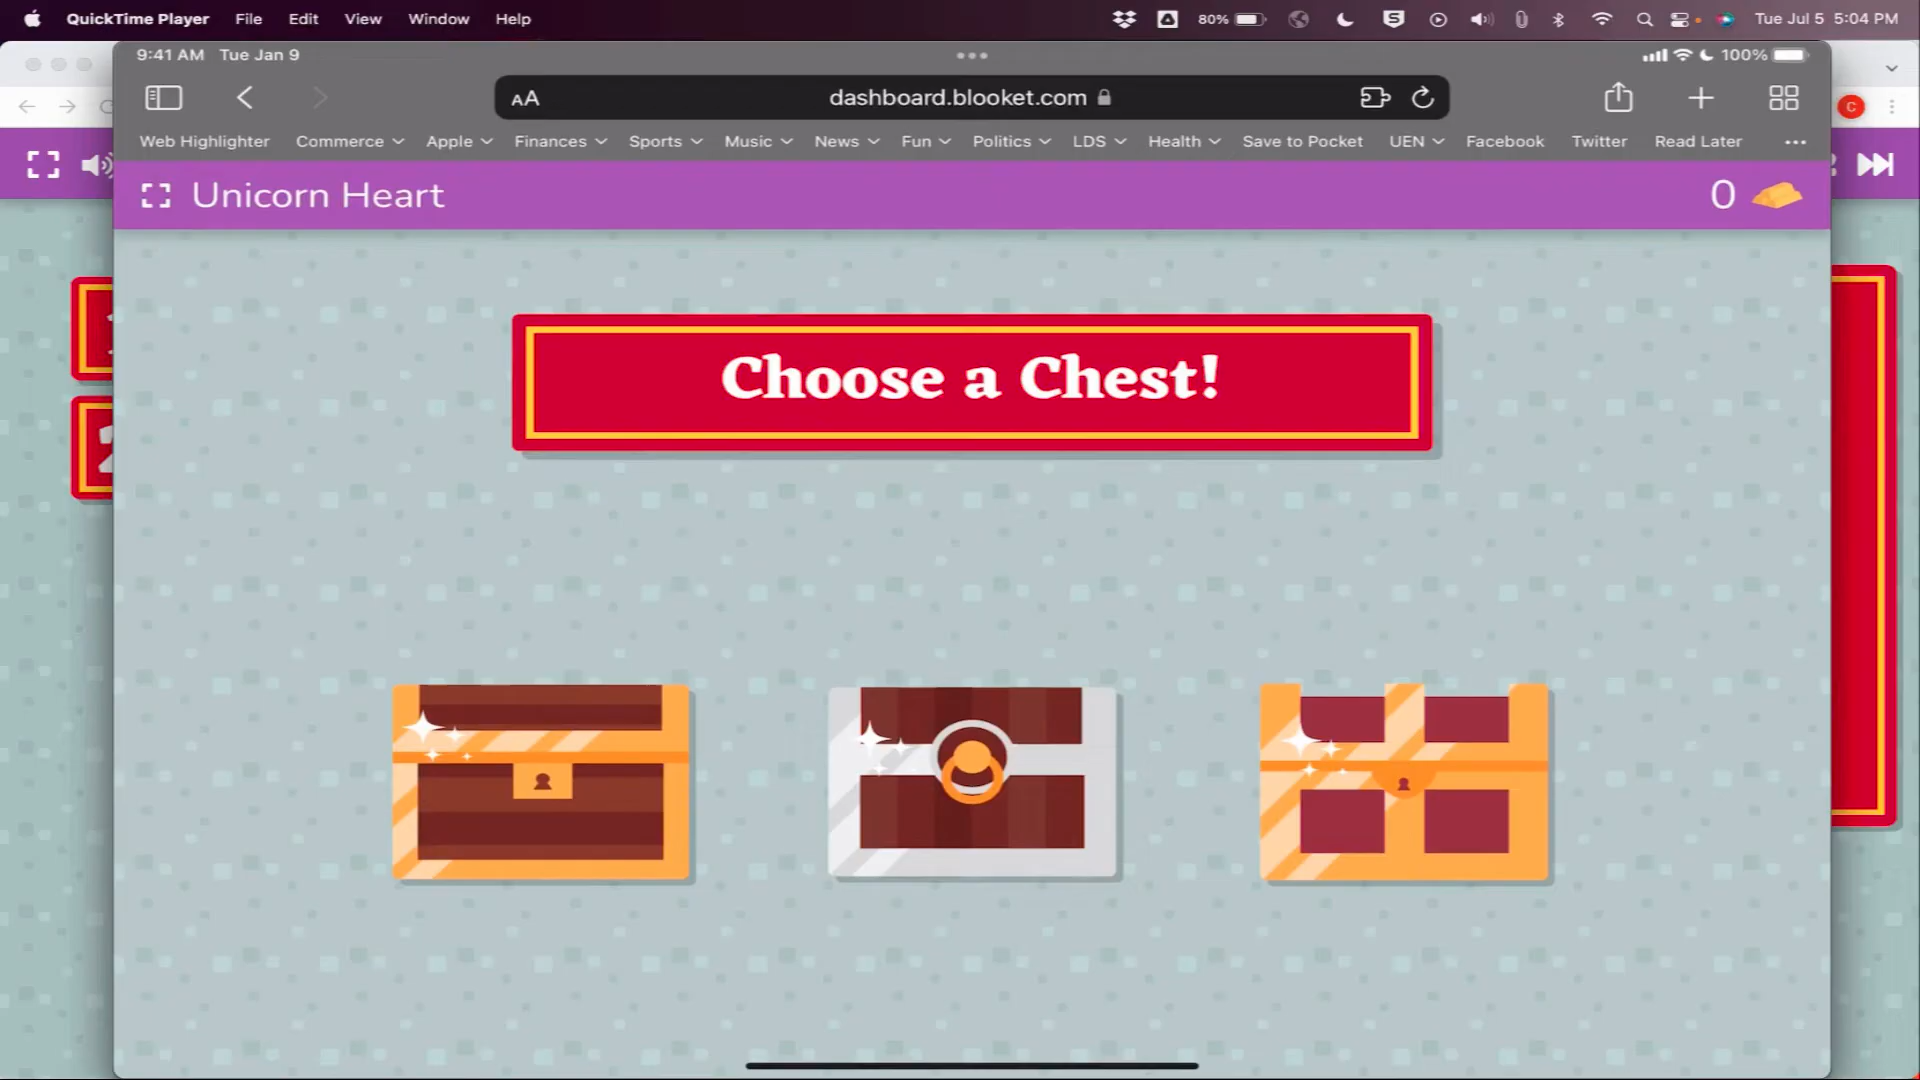 QuickTime Player File Edit View Window Help 80% Tue Jul 5 5:04 PM
9:41 AM Tue Jan 9 100%
AA dashboard.blooket.com
C
Web Highlighter Commerce Apple Finances Sports Music News Fun Politics LDS Health Save to Pocket UEN Facebook Twitter Read Later
Unicorn Heart 0
Choose a Chest!